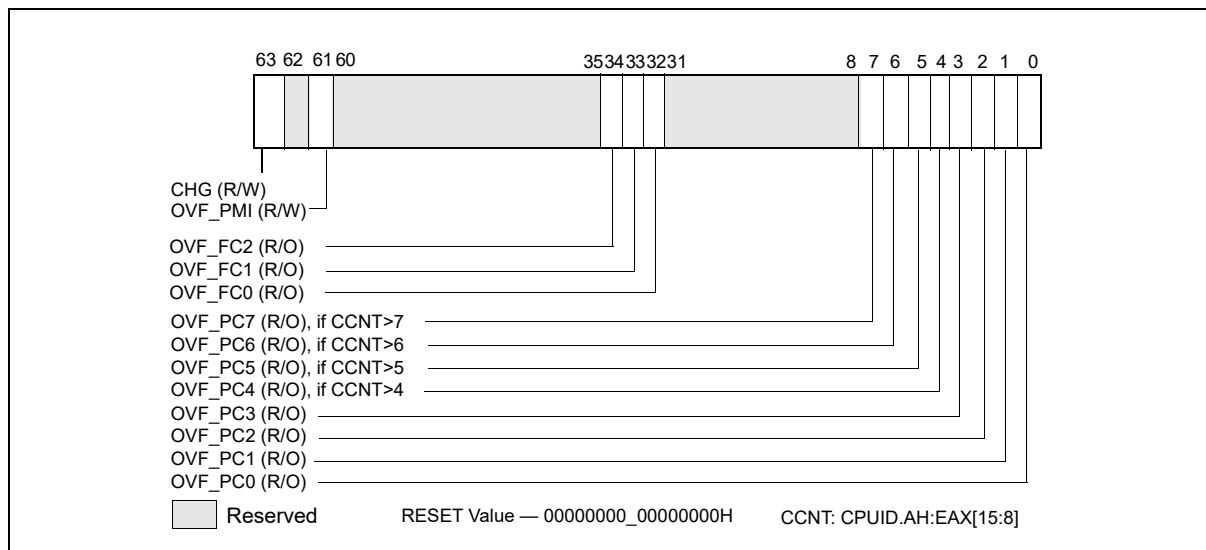 63 62 61 60 35 34 33 32 31 8 7 6 5 4 3 2 1 0
CHG (R/W)
OVF_PMI (R/W)
OVF_FC2 (R/O)
OVF_FC1 (R/O)
OVF_FC0 (R/O)
OVF_PC7 (R/O), if CCNT>7
OVF_PC6 (R/O), if CCNT>6
OVF_PC5 (R/O), if CCNT>5
OVF_PC4 (R/O), if CCNT>4
OVF_PC3 (R/O)
OVF_PC2 (R/O)
OVF_PC1 (R/O)
OVF_PC0 (R/O)
Reserved RESET Value — 00000000_00000000H CCNT: CPUID.AH:EAX[15:8]